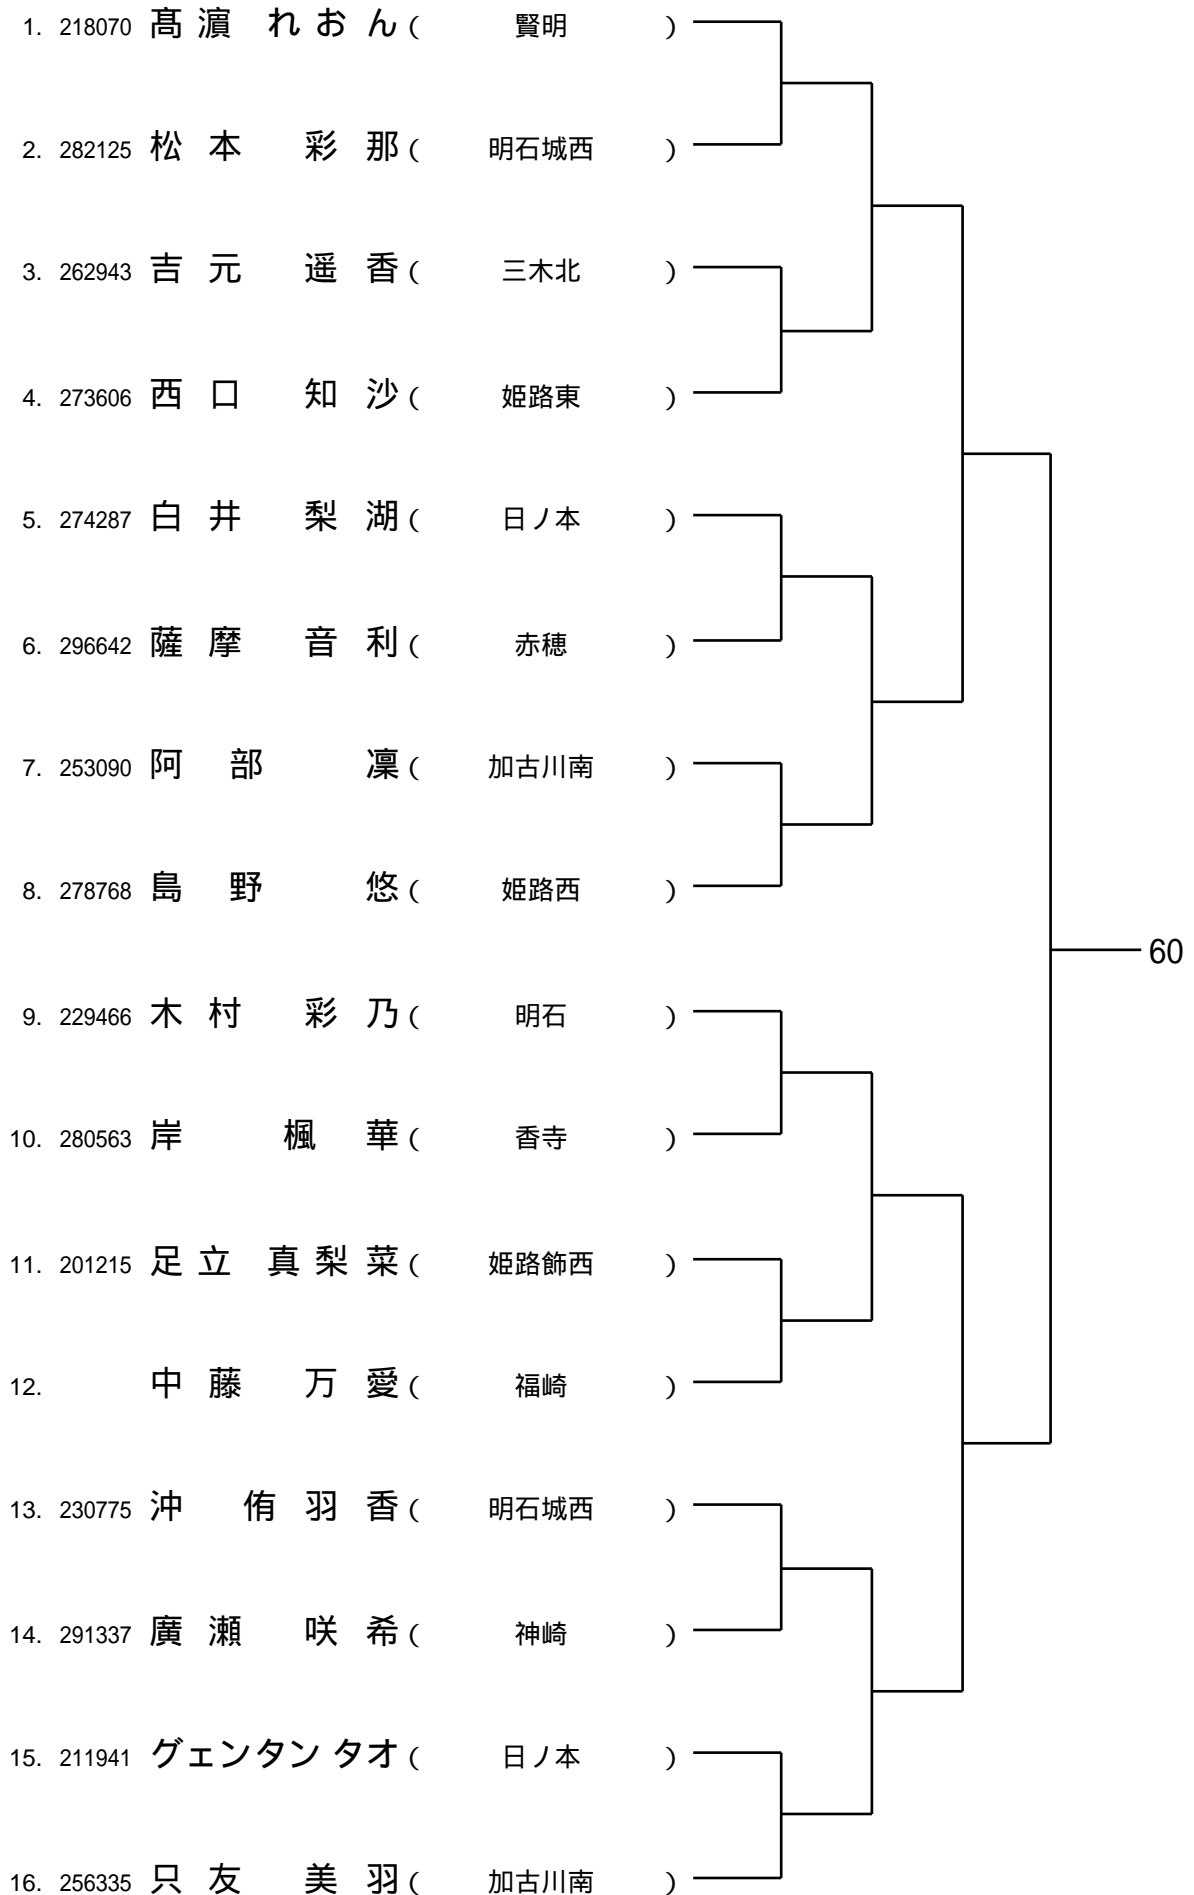 1. 218070 髙濵 れおん ( 賢明 )
2. 282125 松本 彩那 ( 明石城西 )
3. 262943 吉元 遥香 ( 三木北 )
4. 273606 西口 知沙 ( 姫路東 )
5. 274287 白井 梨湖 ( 日ノ本 )
6. 296642 薩摩 音利 ( 赤穂 )
7. 253090 阿部 凜 ( 加古川南 )
8. 278768 島野 悠 ( 姫路西 )
60
9. 229466 木村 彩乃 ( 明石 )
10. 280563 岸 楓華 ( 香寺 )
11. 201215 足立 真梨菜 ( 姫路飾西 )
12. 中藤 万愛 ( 福崎 )
13. 230775 沖 侑羽香 ( 明石城西 )
14. 291337 廣瀬 咲希 ( 神崎 )
15. 211941 グェンタン タオ ( 日ノ本 )
16. 256335 只友 美羽 ( 加古川南 )